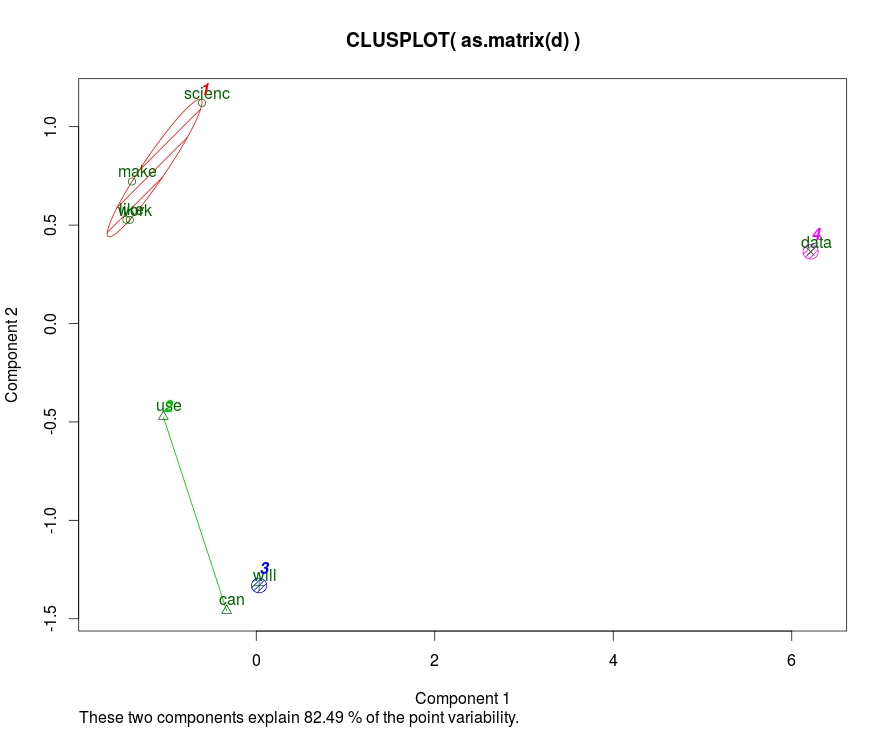 CLUSPLOT( as.matrix(d) )
1
scienc
make
like
work
4
data
use
2
3
will
can
1.0
0.5
0.0
-0.5
-1.0
-1.5
Component 2
0 2 4 6
Component 1
These two components explain 82.49 % of the point variability.